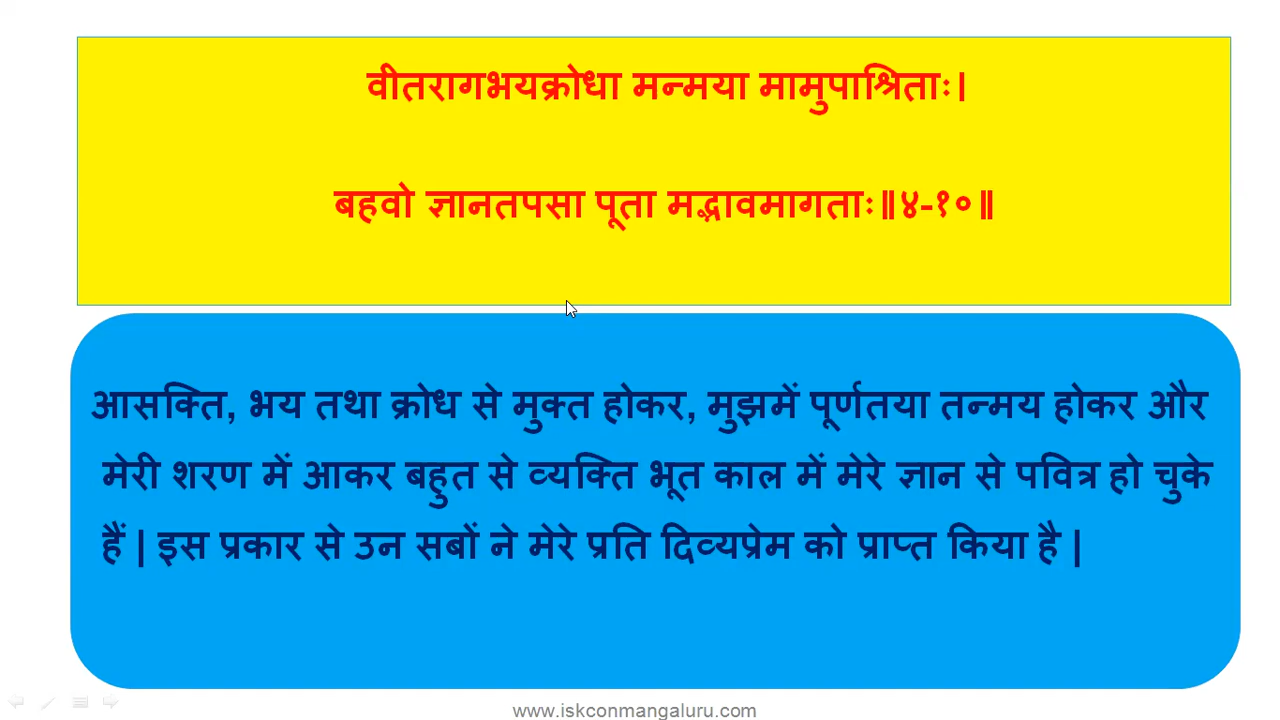 वीतरागभयक्रोधा मन्मया मामुपाश्रिताः।
बहवो ज्ञानतपसा पूता मद्भावमागताः॥४-१०॥
आसक्ति, भय तथा क्रोध से मुक्त होकर, मुझमें पूर्णतया तन्मय होकर और
मेरी शरण में आकर बहुत से व्यक्ति भूत काल में मेरे ज्ञान से पवित्र हो चुके
हैं | इस प्रकार से उन सबों ने मेरे प्रति दिव्यप्रेम को प्राप्त किया है |
www.iskconmangaluru.com